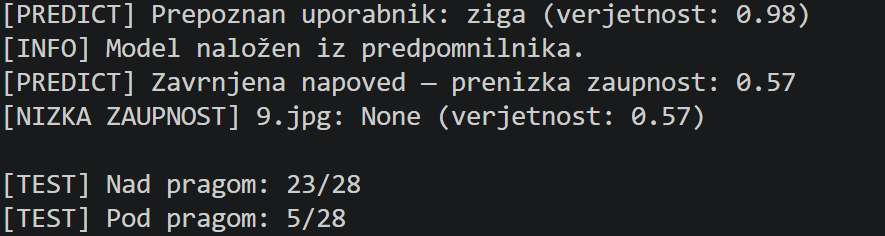 [PREDICT] Prepoznan uporabnik: ziga (verjetnost: 0.98)
[INFO] Model naložen iz predpomnilnika.
[PREDICT] Zavrnjena napoved — prenizka zaupnost: 0.57
[NIZKA ZAUPNOST] 9.jpg: None (verjetnost: 0.57)
[TEST] Nad pragom: 23/28
[TEST] Pod pragom: 5/28